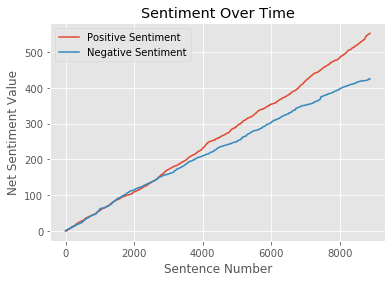 Sentiment Over Time
Positive Sentiment
Negative Sentiment
Net Sentiment Value
500
400
300
200
100
0
0 2000 4000 6000 8000
Sentence Number